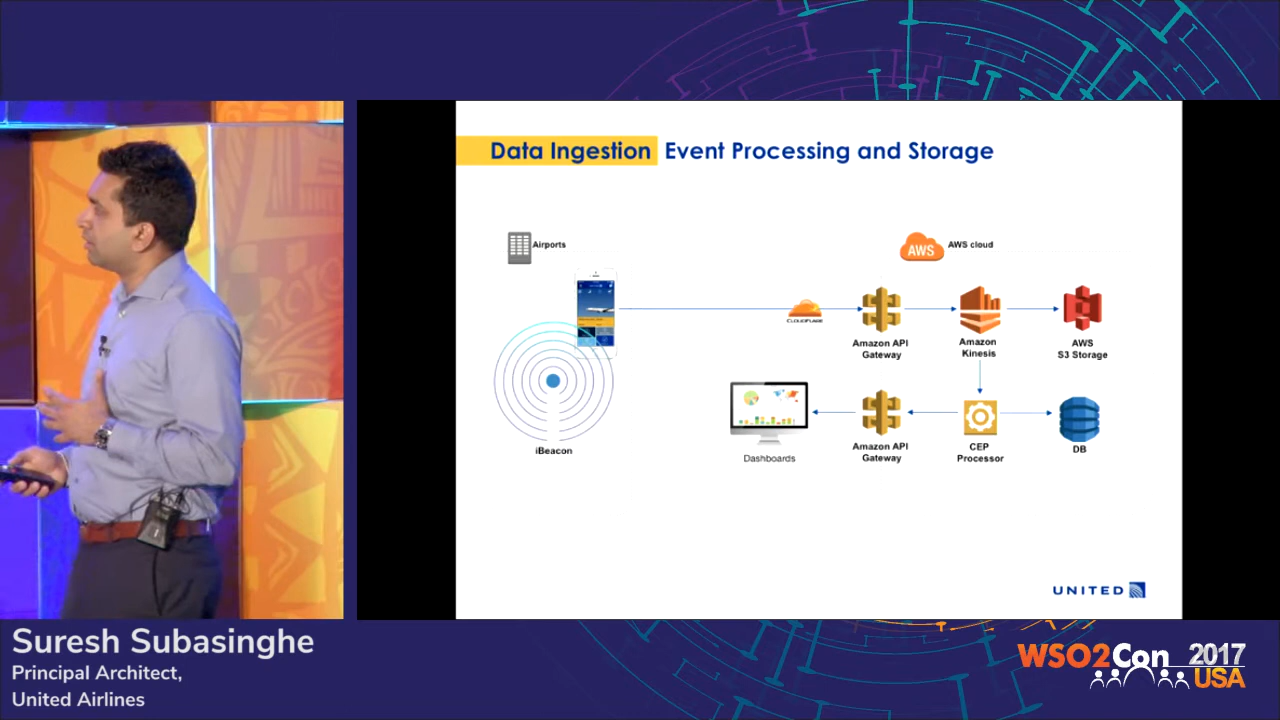 Data Ingestion Event Processing and Storage
Airports
AWS
AWS cloud
CLOUDFLARE
Amazon API
Gateway
Amazon
Kinesis
AWS
S3 Storage
iBeacon
Dashboards
Amazon API
Gateway
CEP
Processor
DB
UNITED
Suresh Subasinghe
Principal Architect,
United Airlines
WSO2Con 2017
USA